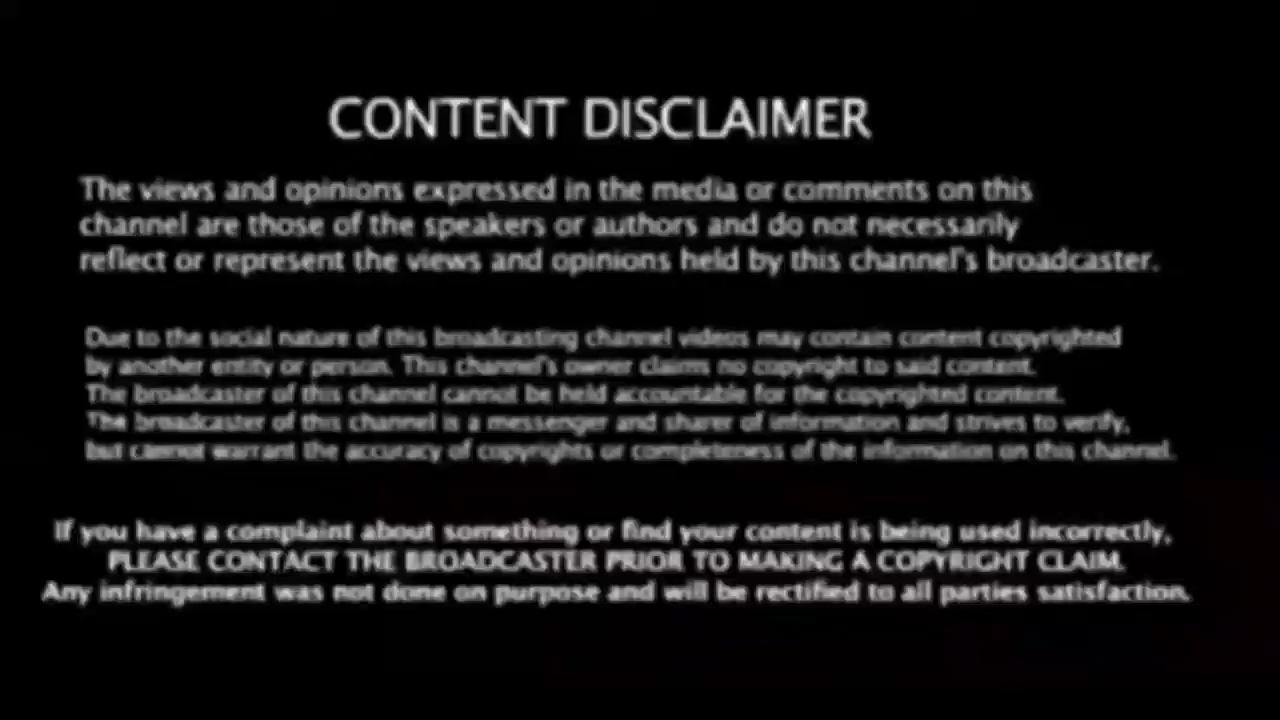 CONTENT DISCLAIMER
The views and opinions expressed in the media or comments on this
channel are those of the speakers or authors and do not necessarily
reflect or represent the views and opinions held by this channel's broadcaster.
Due to the social nature of this broadcasting channel videos may contain content copyrighted
by another entity or person. This channel's owner claims no copyright to said content.
The broadcaster of this channel cannot be held accountable for the copyrighted content.
The broadcaster of this channel is a messenger and sharer of information and strives to verify,
but cannot warrant the accuracy of copyrights or completeness of the information on this channel.
If you have a complaint about something or find your content is being used incorrectly,
PLEASE CONTACT THE BROADCASTER PRIOR TO MAKING A COPYRIGHT CLAIM.
Any infringement was not done on purpose and will be rectified to all parties satisfaction.